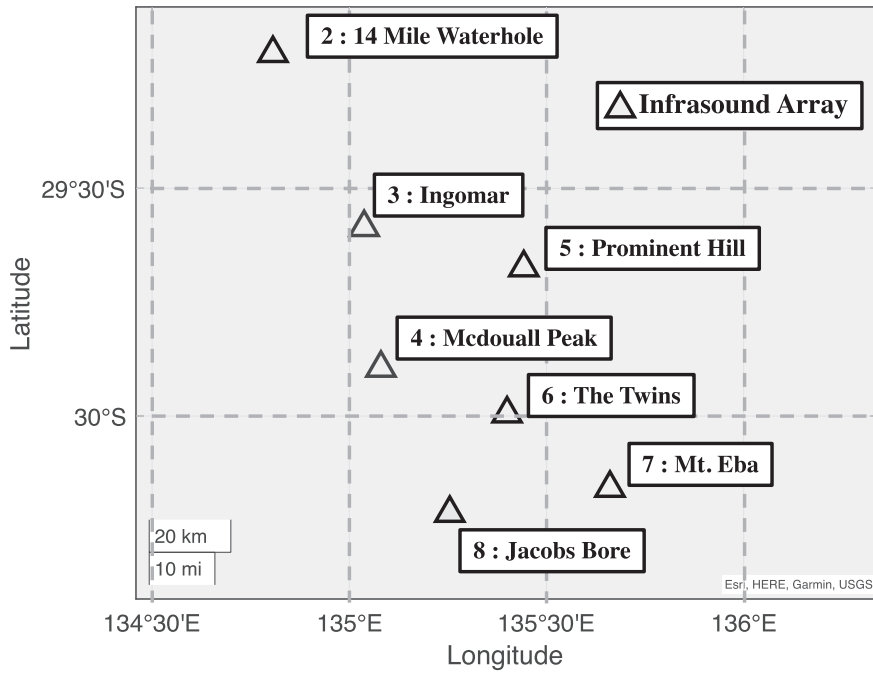 2 : 14 Mile Waterhole
Infrasound Array
29°30'S
3 : Ingomar
5 : Prominent Hill
Latitude
4 : Mcdouall Peak
6 : The Twins
30°S
7 : Mt. Eba
8 : Jacobs Bore
20 km
10 mi
Esri, HERE, Garmin, USGS
134°30'E
135°E
135°30'E
136°E
Longitude